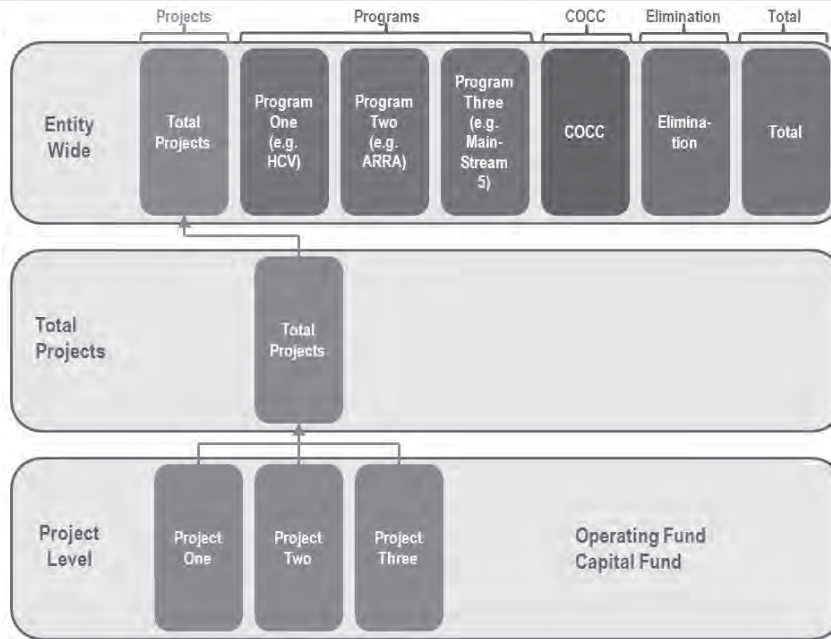 Projects
Programs
COCC
Elimination
Total
Entity
Wide
Total
Projects
Program
One
(e.g.
HCV)
Program
Two
(e.g.
ARRA)
Program
Three
(e.g.
Main-
Stream
5)
COCC
Elimina-
tion
Total
Total
Projects
Total
Projects
Project
Level
Project
One
Project
Two
Project
Three
Operating Fund
Capital Fund